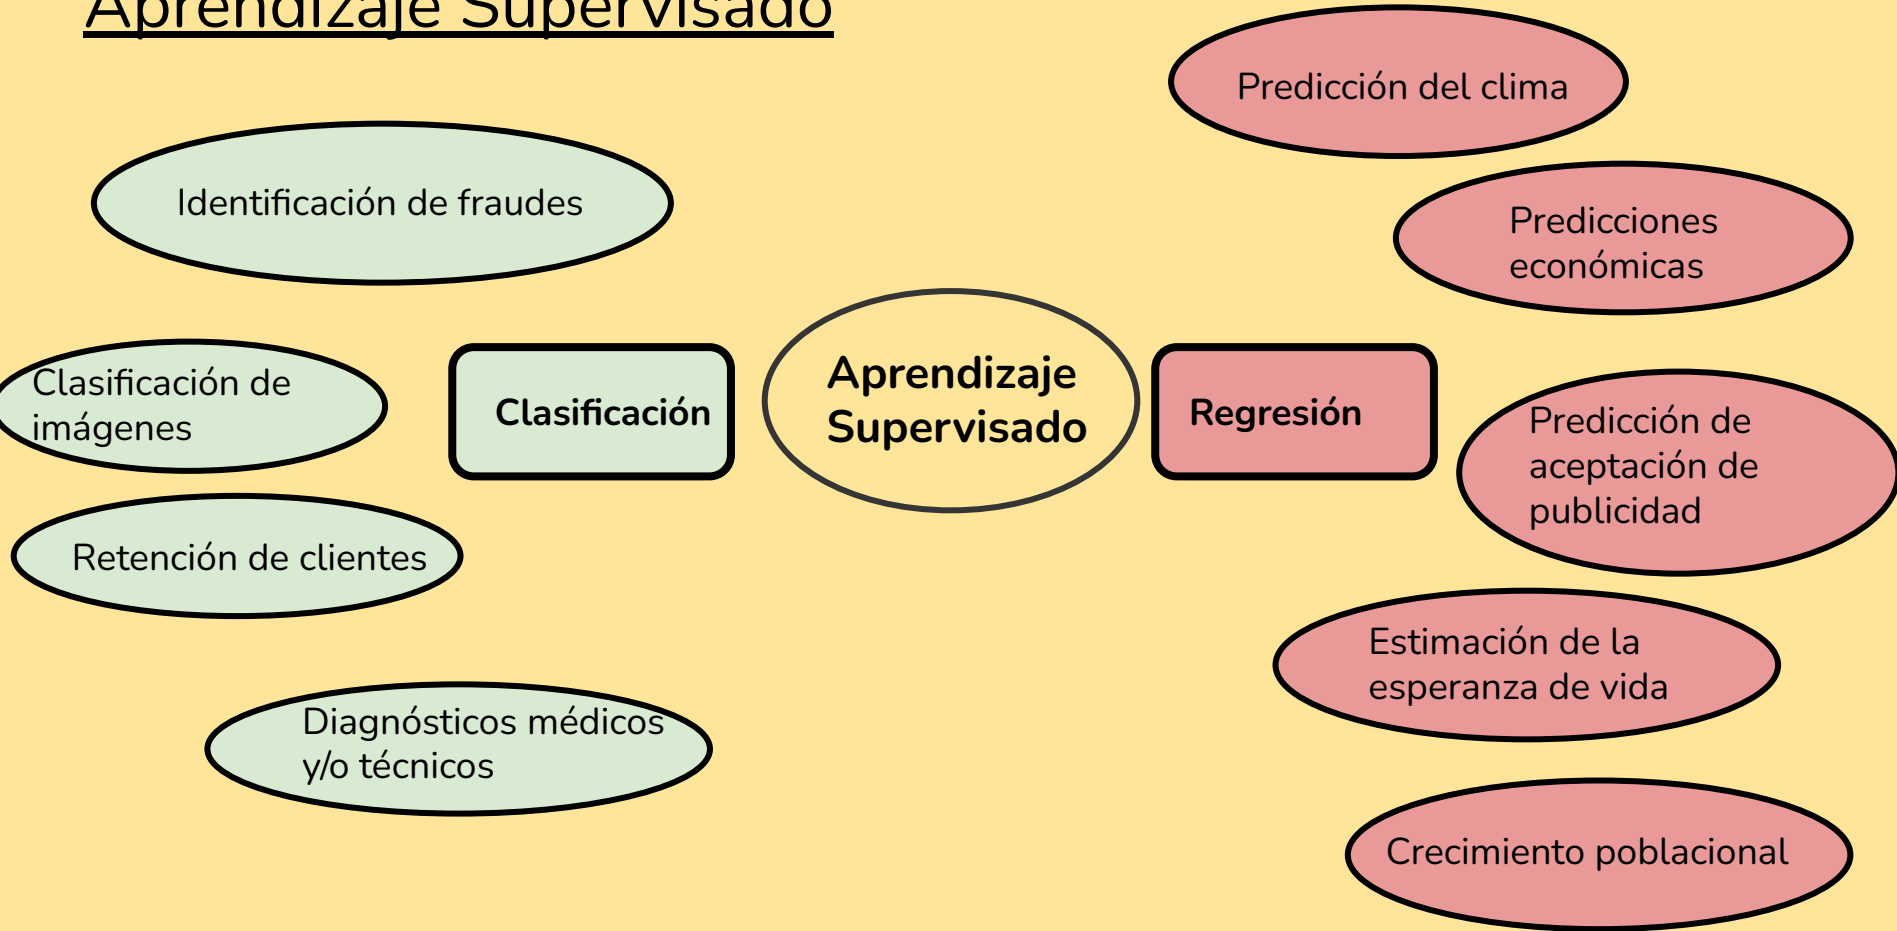 Aprendizaje Supervisado
Identificación de fraudes
Clasificación de
imágenes
Retención de clientes
Diagnósticos médicos
y/o técnicos
Clasificación
Aprendizaje
Supervisado
Regresión
Predicción del clima
Predicciones
económicas
Predicción de
aceptación de
publicidad
Estimación de la
esperanza de vida
Crecimiento poblacional